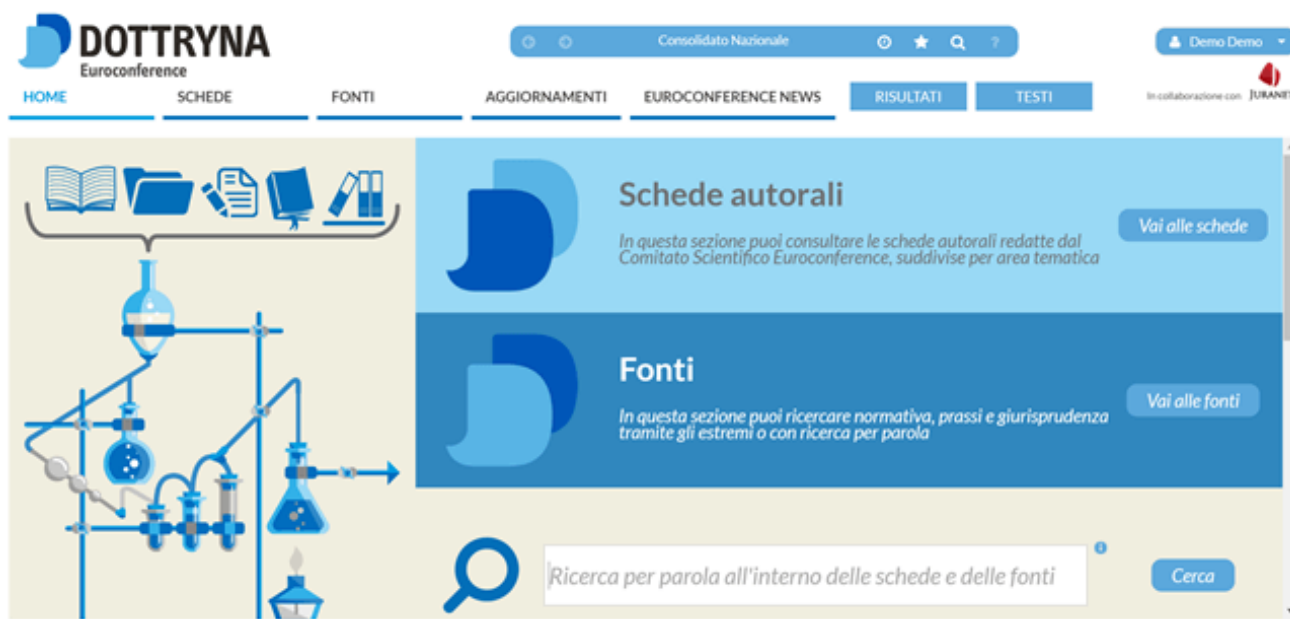 DOTTRYNA
Euroconference
Consolidato Nazionale
?
Demo Demo
HOME
SCHEDE
FONTI
AGGIORNAMENTI
EUROCONFERENCE NEWS
RISULTATI
TESTI
In collaborazione con
Schede autorali
In questa sezione puoi consultare le schede autorali redatte dal
Comitato Scientifico Euroconference, suddivise per area tematica
Vai alle schede
Fonti
In questa sezione puoi ricercare normativa, prassi e giurisprudenza
tramite gli estremi o con ricerca per parola
Vai alle fonti
Ricerca per parola all'interno delle schede e delle fonti
Cerca